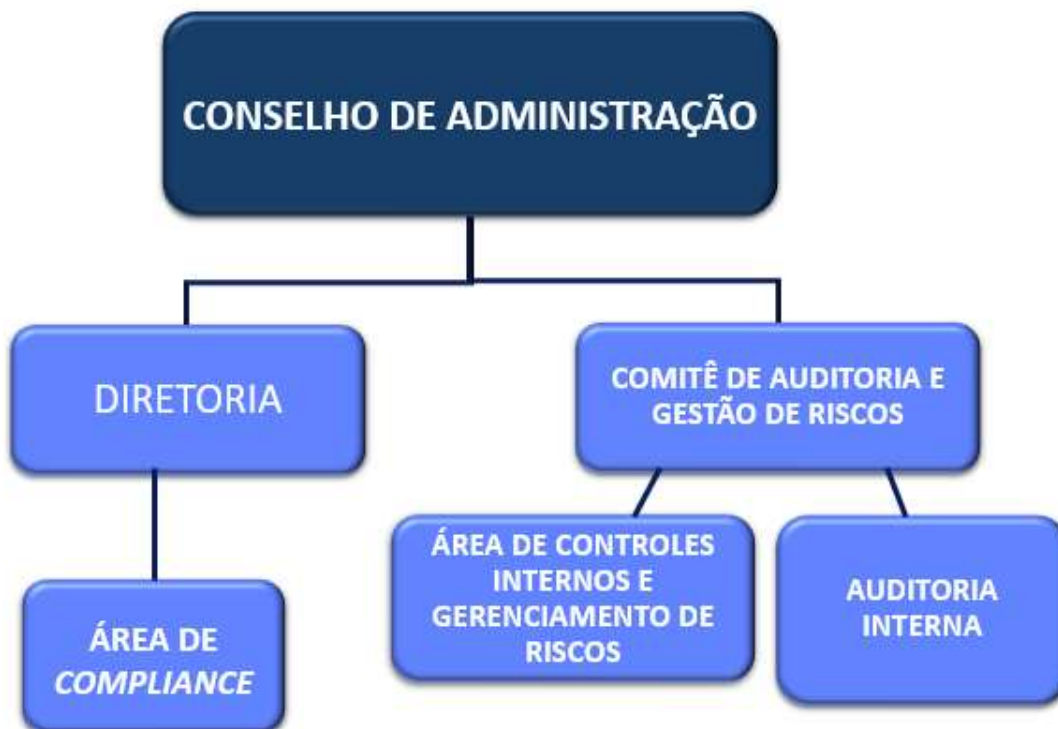 CONSELHO DE ADMINISTRAÇÃO
DIRETORIA
COMITÊ DE AUDITORIA E
GESTÃO DE RISCOS
ÁREA DE CONTROLES
INTERNOS E
GERENCIAMENTO DE
RISCOS
AUDITORIA
INTERNA
ÁREA DE
COMPLIANCE